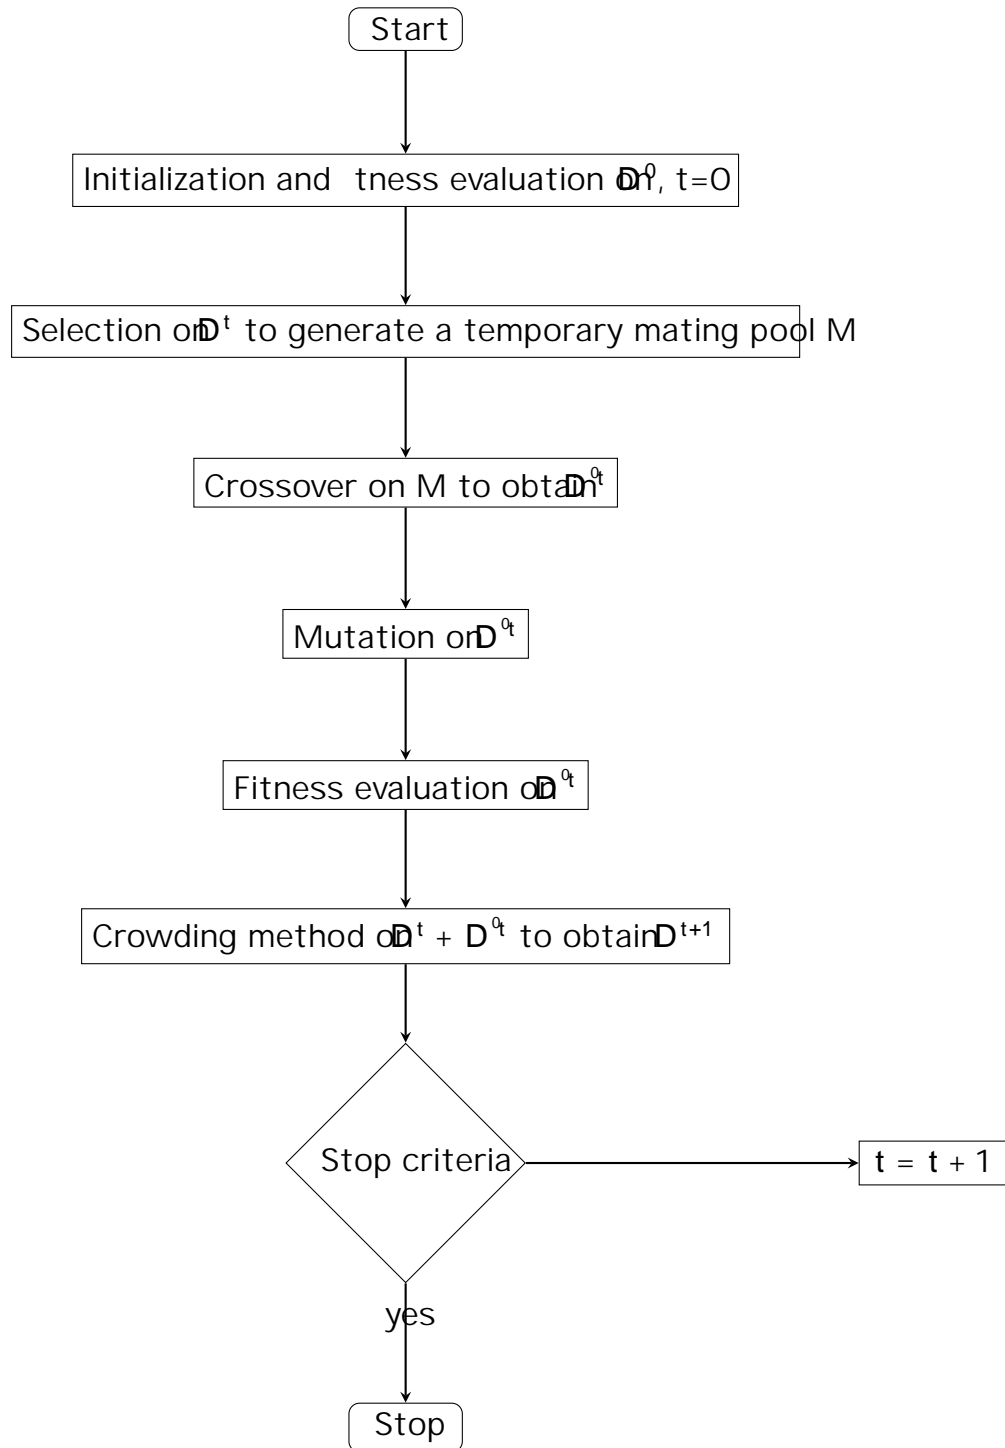 Start
Initialization and tness evaluation on D⁰, t=0
Selection on Dᵗ to generate a temporary mating pool M
Crossover on M to obtain D⁰ᵗ
Mutation on D⁰ᵗ
Fitness evaluation on D⁰ᵗ
Crowding method on Dᵗ + D⁰ᵗ to obtain Dᵗ⁺¹
Stop criteria
t = t + 1
yes
Stop